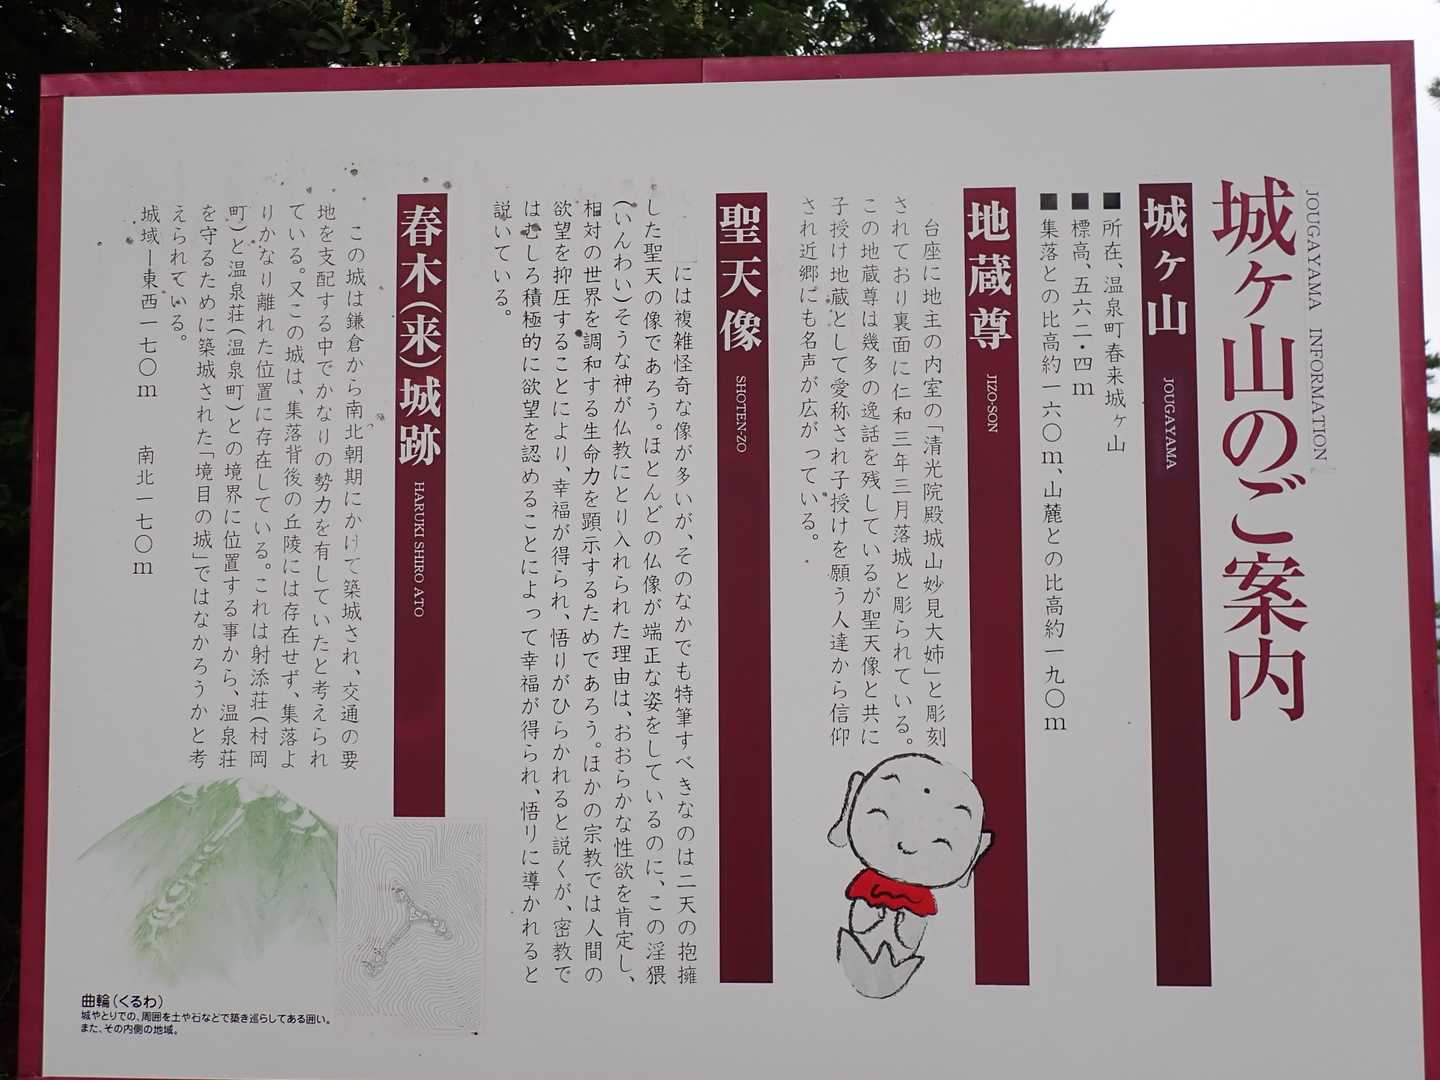 城ヶ山のご案内
JOUGAYAMA INFORMATION
城ヶ山 JOUGAYAMA
■所在、温泉町春来城ヶ山
■標高、五六二・四m
■集落との比高約一六〇m、山麓との比高約一九〇m
地蔵尊 JIZO-SON
台座に地主の内室の「清光院殿城山妙見大姉」と彫刻
されており裏面に仁和三年三月落城と彫られている。
この地蔵尊は幾多の逸話を残しているが聖天像と共に
子授け地蔵として愛称され子授けを願う人達から信仰
され近郷にも名声が広がっている。
聖天像 SHOTEN-ZO
には複雑怪奇な像が多いが、そのなかでも特筆すべきなのは二天の抱擁
した聖天の像であろう。ほとんどの仏像が端正な姿をしているのに、この淫猥
(いんわい)そうな神が仏教にとり入れられた理由は、おおらかな性欲を肯定し、
相対の世界を調和する生命力を顕示するためであろう。ほかの宗教では人間の
欲望を抑圧することにより、幸福が得られ、悟りがひらかれると説くが、密教で
はむしろ積極的に欲望を認めることによって幸福が得られ、悟りに導かれると
説いている。
春木(来)城跡 HARUKI SHIRO ATO
この城は鎌倉から南北朝期にかけて築城され、交通の要
地を支配する中でかなりの勢力を有していたと考えられ
ている。又この城は、集落背後の丘陵には存在せず、集落よ
りかなり離れた位置に存在している。これは射添荘(村岡
町)と温泉荘(温泉町)との境界に位置する事から、温泉荘
を守るために築城された「境目の城」ではなかろうかと考
えられている。
城域ー東西一七〇m 南北一七〇m
曲輪(くるわ)
城やとりでの、周囲を土や石などで築き巡らしてある囲い。
また、その内側の地域。